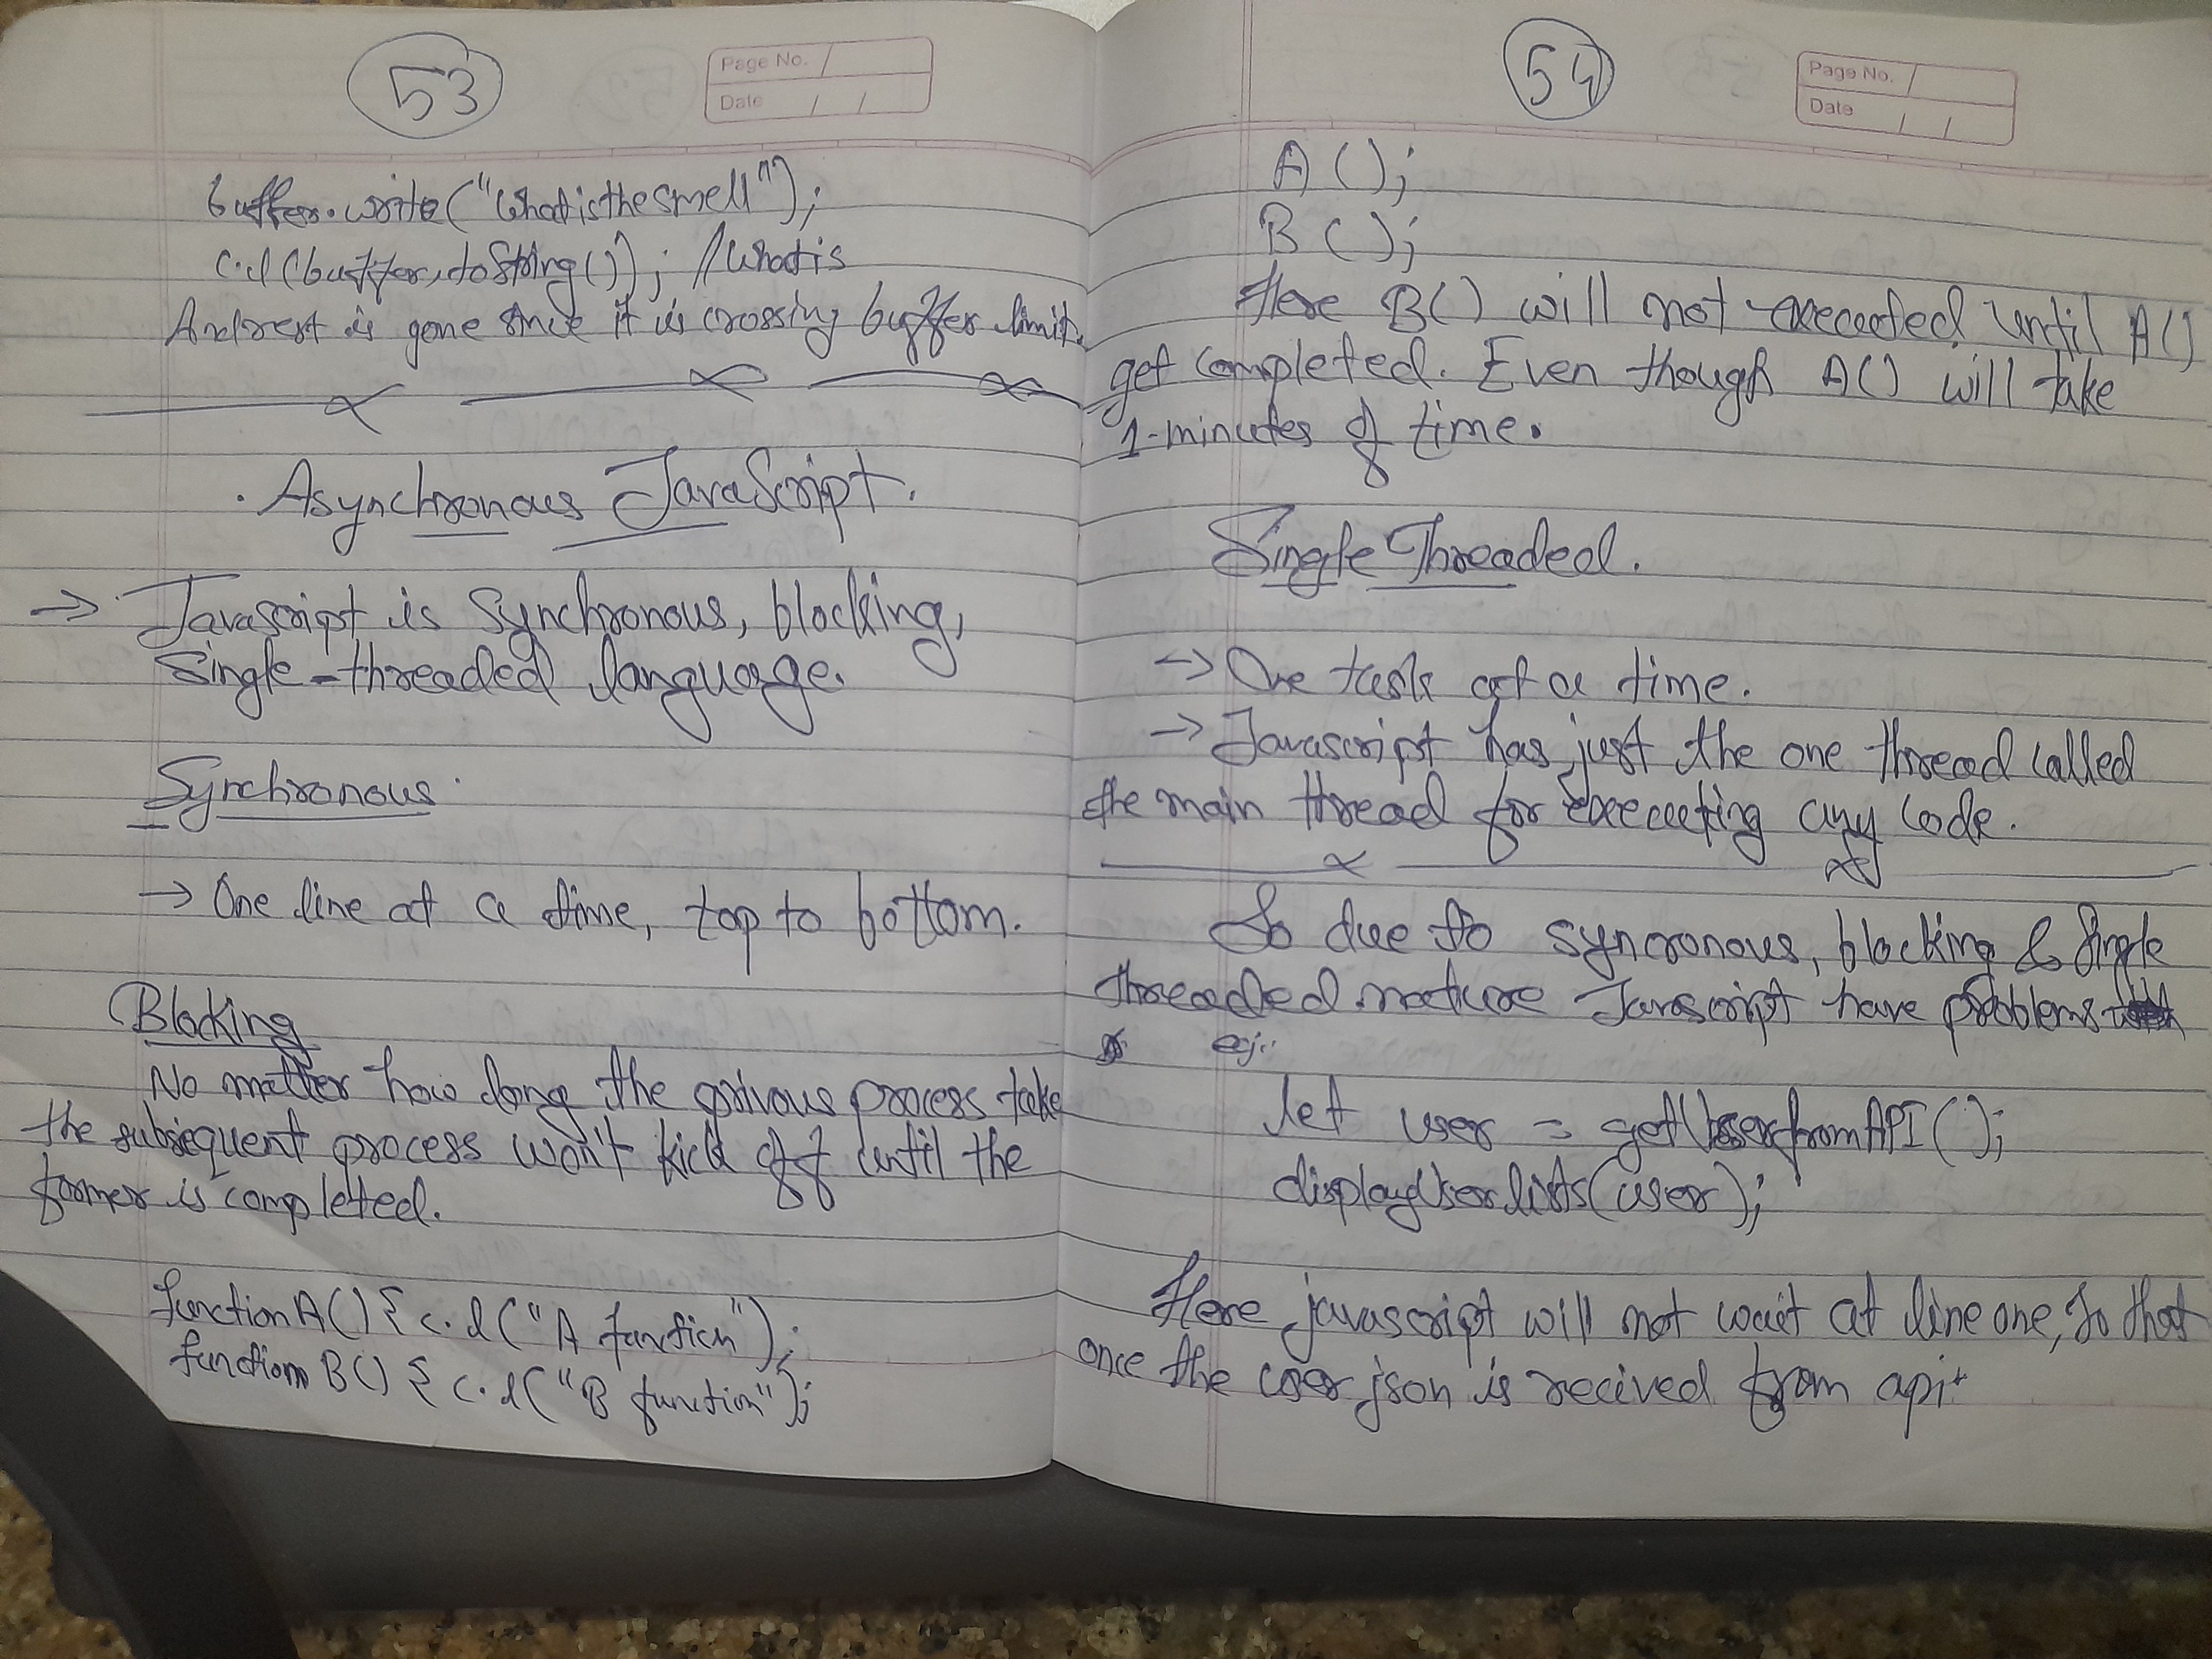 53
Page No.
Date
buffer.write("Whatisthesmell");
c.l(buffer.toString()); //Whatis
And rest is gone since it is crossing buffer limit.
Asynchronous JavaScript.
→ Javascript is Synchronous, blocking,
Single-threaded language.
Synchronous
→ One line at a time, top to bottom.
Blocking
No matter how long the privous process take
the subsequent process won't kick off until the
former is completed.
function A() { c.l("A function");
function B() { c.l("B function");
54
Page No.
Date
A();
B();
Here B() will not executed until A()
get completed. Even though A() will take
1-minutes of time.
Single Threaded.
→ One task at a time.
→ Javascript has just the one thread called
the main thread for executing any code.
So due to syncronous, blocking & Single
threaded nature Javascript have problems
eg:
let user = getUserfromAPI();
displayUserlists(user);
Here javascript will not wait at line one, So that
once the user json is recived from api.